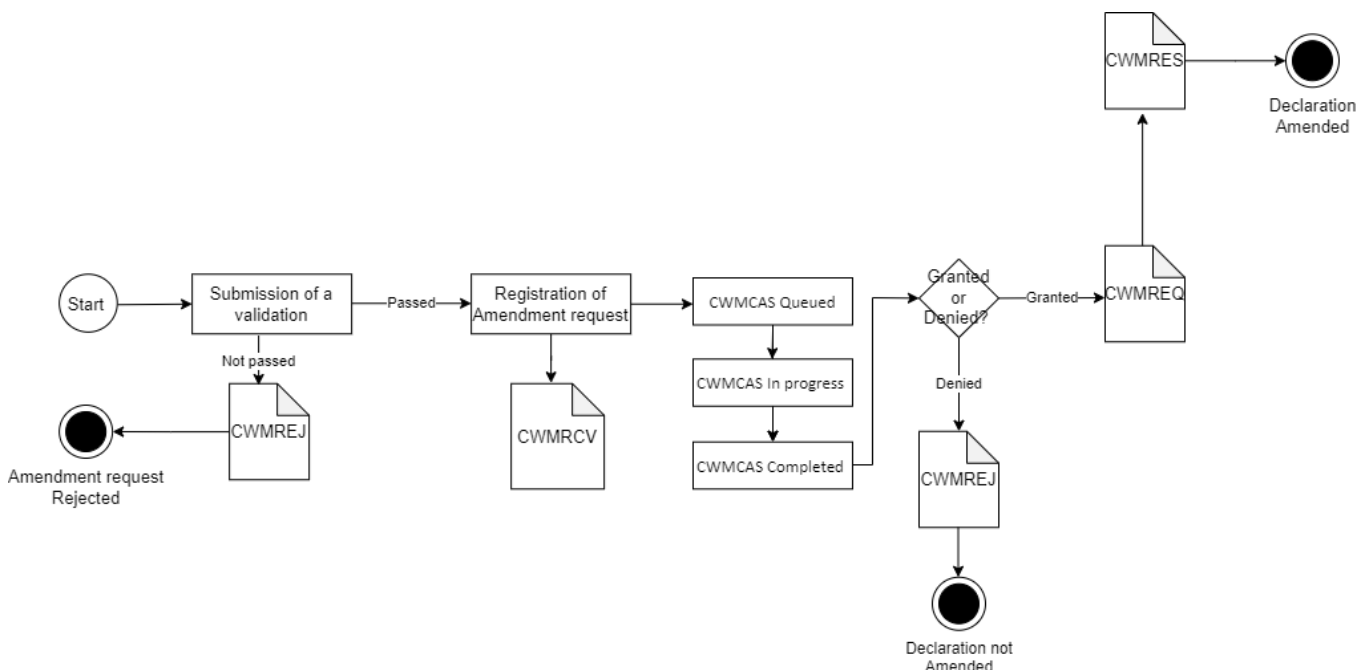 CWMRES
Declaration
Amended
Start
Submission of a
validation
Passed
Registration of
Amendment request
CWMCAS Queued
Granted
or
Denied?
Granted
CWMREQ
Not passed
CWMREJ
Amendment request
Rejected
CWMRCV
CWMCAS In progress
CWMCAS Completed
Denied
CWMREJ
Declaration not
Amended